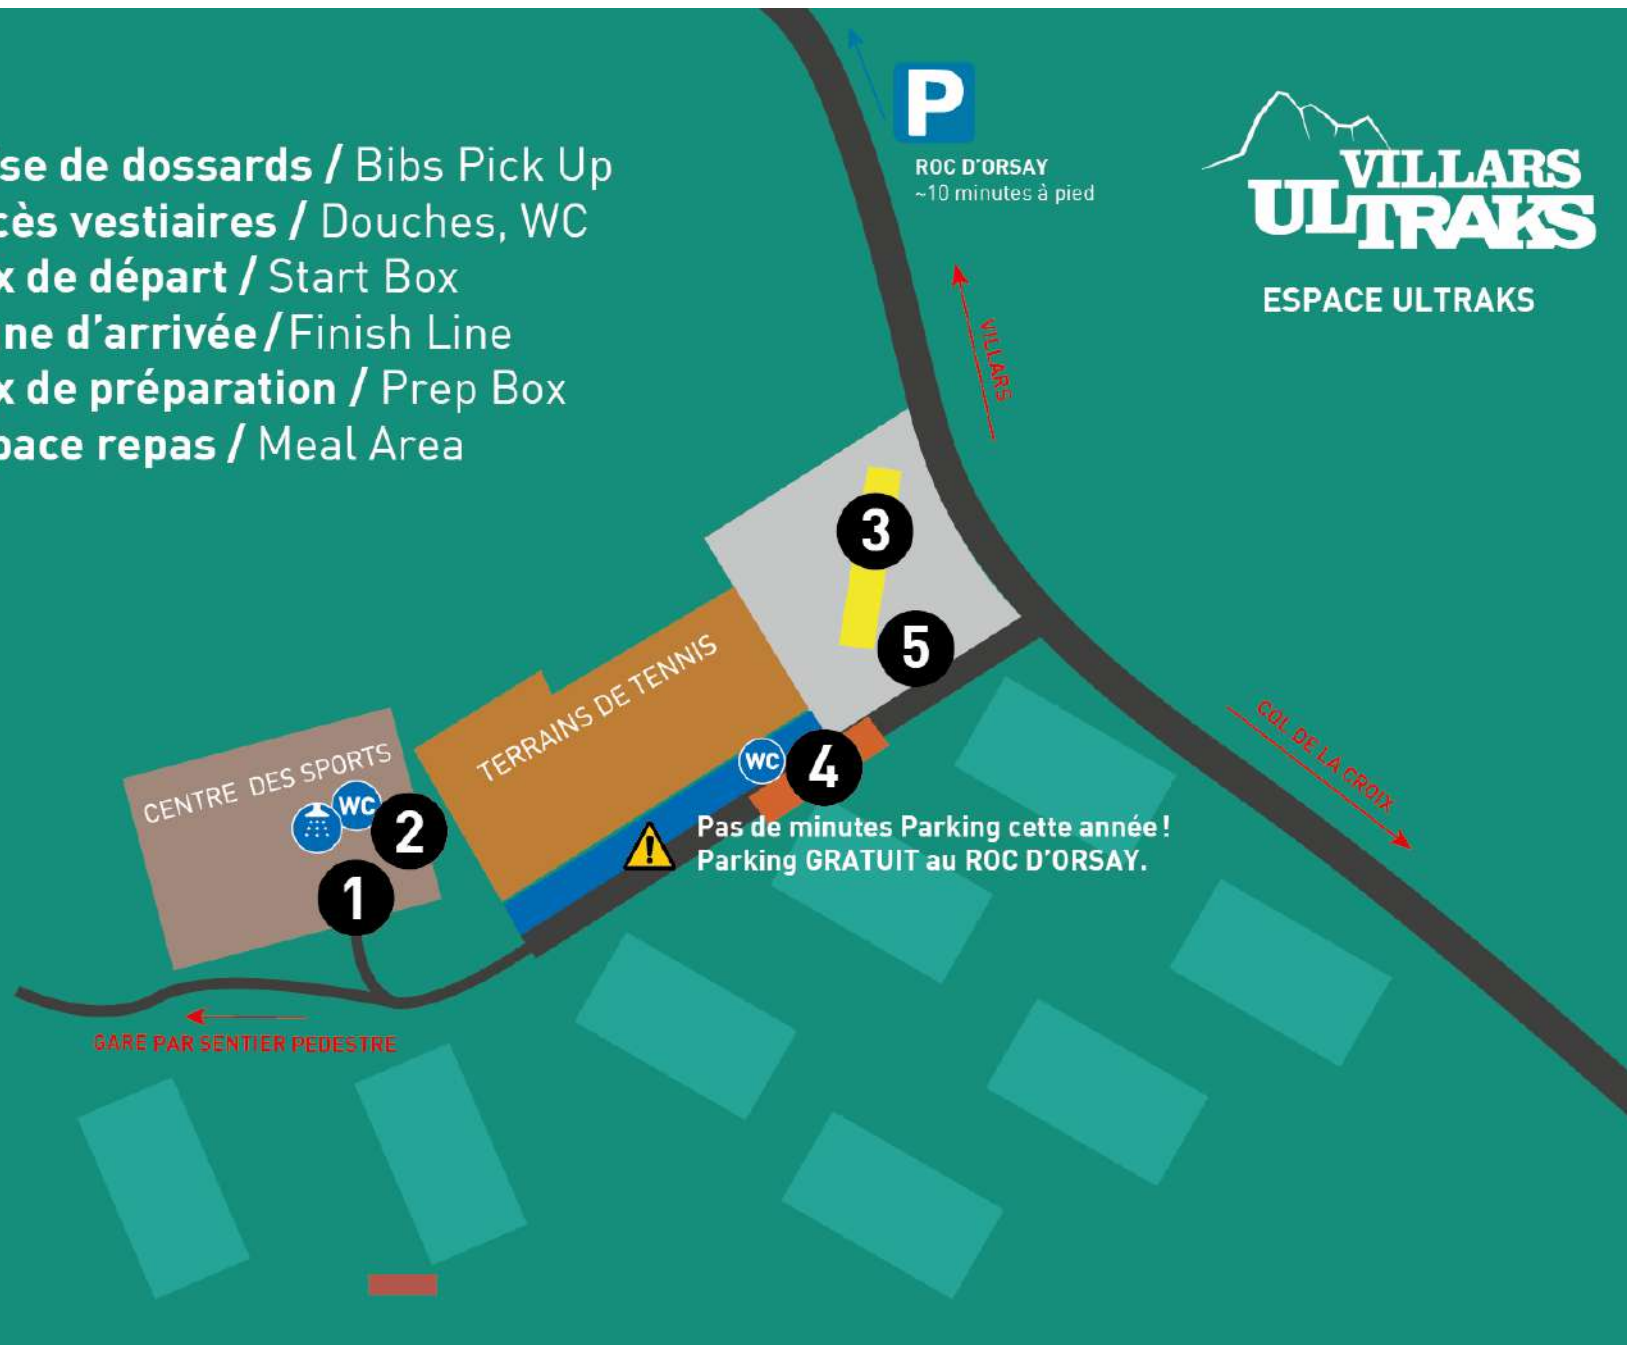 se de dossards / Bibs Pick Up
cès vestiaires / Douches, WC
x de départ / Start Box
ne d'arrivée/Finish Line
x de préparation / Prep Box
pace repas / Meal Area
P
ROC D'ORSAY
~10 minutes à pied
VILLARS
ULTRAKS
ESPACE ULTRAKS
VILLARS
3
5
TERRAINS DE TENNIS
COL DE LA CROIX
CENTRE DES SPORTS
WC
4
WC
2
1
Pas de minutes Parking cette année!
Parking GRATUIT au ROC D'ORSAY.
GARE PAR SENTIER PEDESTRE